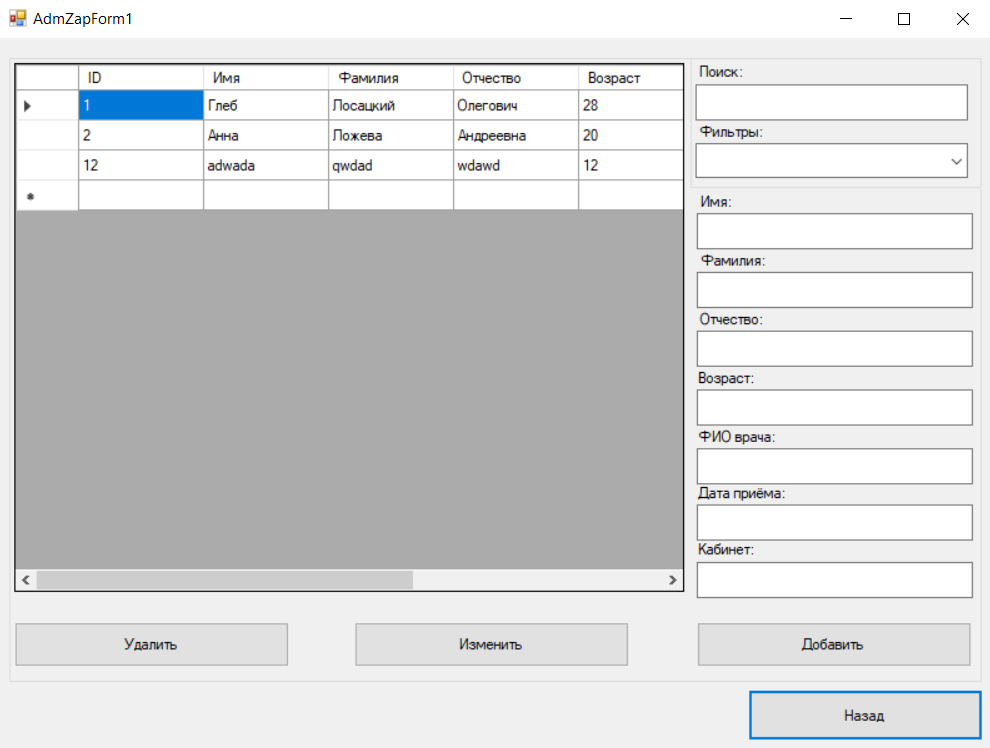 AdmZapForm1
ID Имя Фамилия Отчество Возраст
1 Глеб Лосацкий Олегович 28
2 Анна Ложева Андреевна 20
12 adwada qwdad wdawd 12
Поиск:
Фильтры:
Имя:
Фамилия:
Отчество:
Возраст:
ФИО врача:
Дата приёма:
Кабинет:
Удалить Изменить Добавить
Назад